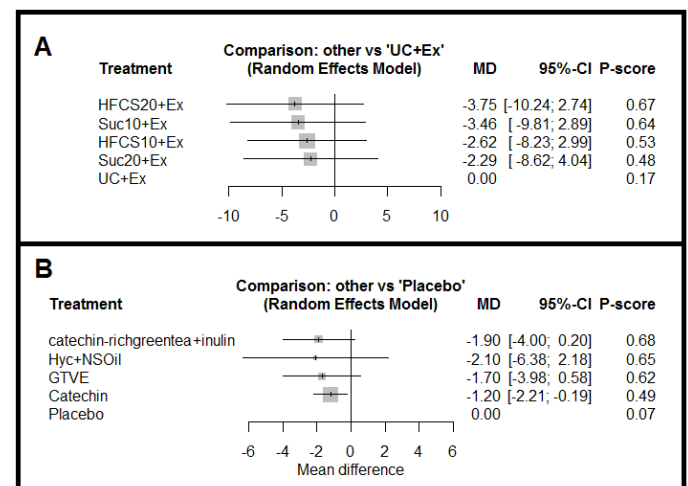 A
Comparison: other vs 'UC+Ex'
Treatment (Random Effects Model) MD 95%-CI P-score
HFCS20+Ex -3.75 [-10.24; 2.74] 0.67
Suc10+Ex -3.46 [ -9.81; 2.89] 0.64
HFCS10+Ex -2.62 [ -8.23; 2.99] 0.53
Suc20+Ex -2.29 [ -8.62; 4.04] 0.48
UC+Ex 0.00 0.17
-10 -5 0 5 10
B
Comparison: other vs 'Placebo'
Treatment (Random Effects Model) MD 95%-CI P-score
catechin-richgreentea+inulin -1.90 [-4.00; 0.20] 0.68
Hyc+NSOil -2.10 [-6.38; 2.18] 0.65
GTVE -1.70 [-3.98; 0.58] 0.62
Catechin -1.20 [-2.21; -0.19] 0.49
Placebo 0.00 0.07
-6 -4 -2 0 2 4 6
Mean difference